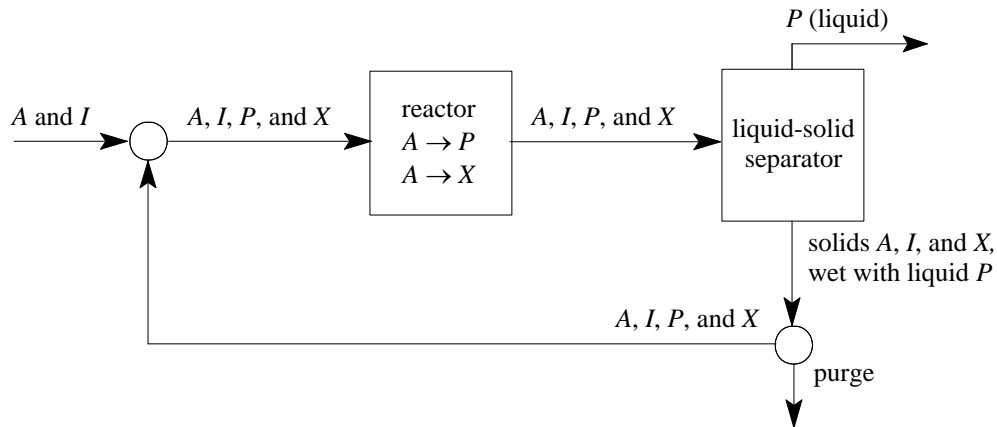 P (liquid)
A and I
A, I, P, and X
reactor
A → P
A → X
A, I, P, and X
liquid-solid
separator
solids A, I, and X,
wet with liquid P
A, I, P, and X
purge